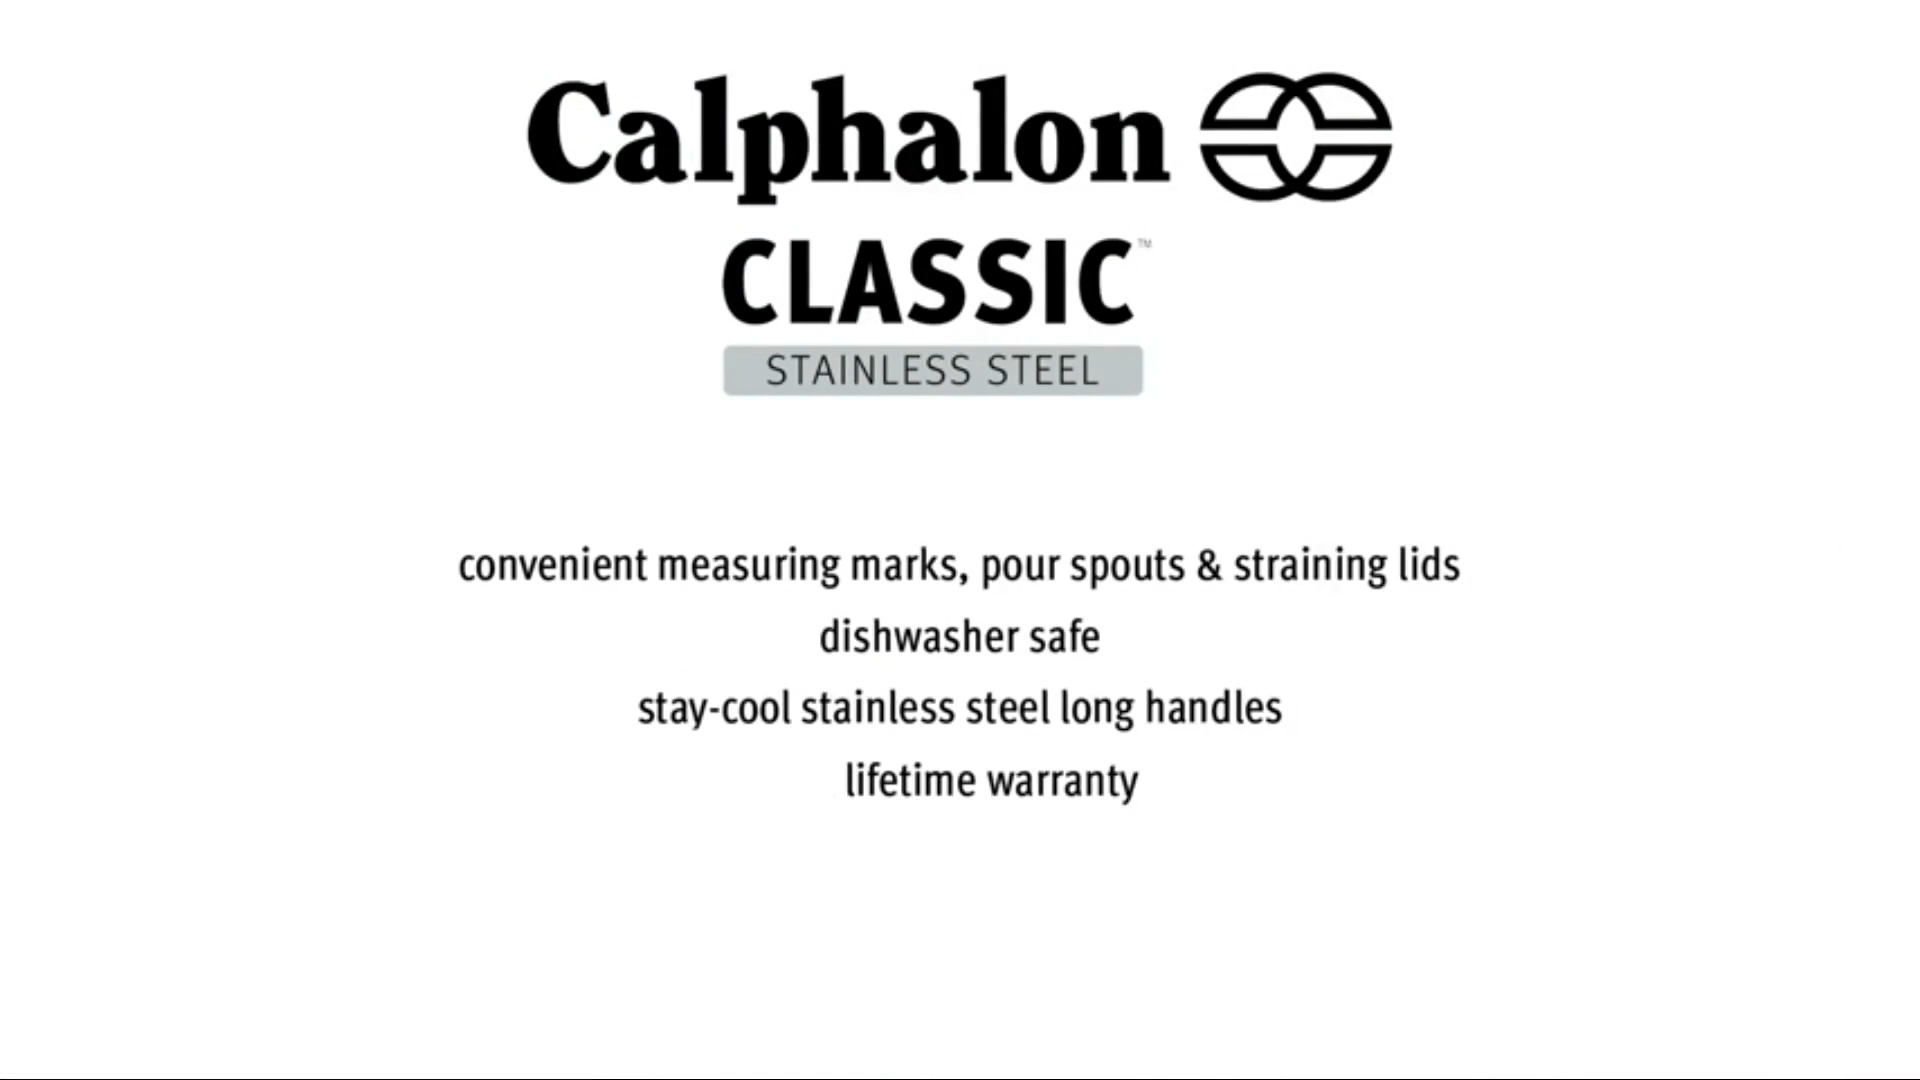 Calphalon
CLASSIC™
STAINLESS STEEL
convenient measuring marks, pour spouts & straining lids
dishwasher safe
stay-cool stainless steel long handles
lifetime warranty